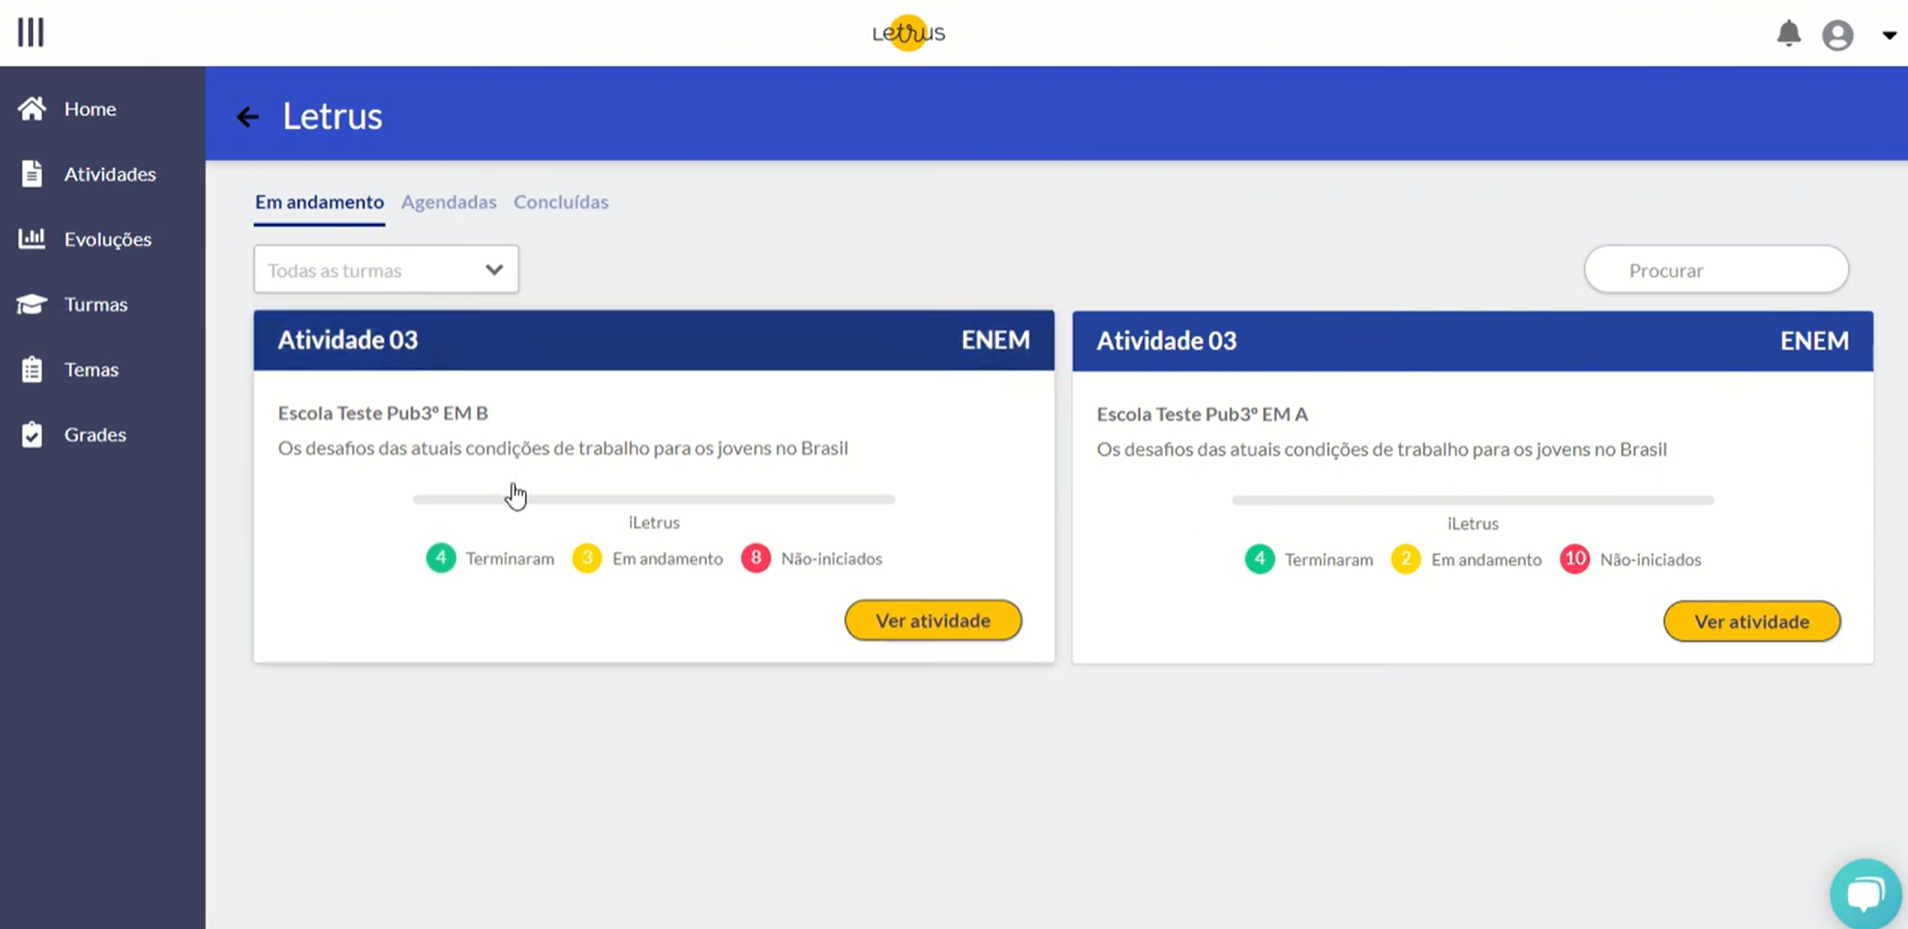 Letrus
Home
Atividades
Evoluções
Turmas
Temas
Grades
Letrus
Em andamento Agendadas Concluídas
Todas as turmas
Procurar
Atividade 03 ENEM
Escola Teste Pub3º EM B
Os desafios das atuais condições de trabalho para os jovens no Brasil
iLetrus
4 Terminaram 3 Em andamento 8 Não-iniciados
Ver atividade
Atividade 03 ENEM
Escola Teste Pub3º EM A
Os desafios das atuais condições de trabalho para os jovens no Brasil
iLetrus
4 Terminaram 2 Em andamento 10 Não-iniciados
Ver atividade